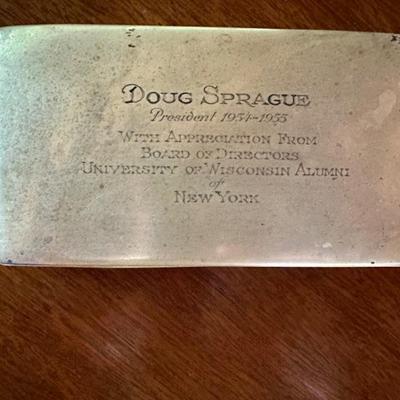 DOUG SPRAGUE
President 1954-1955
WITH APPRECIATION FROM
BOARD OF DIRECTORS
UNIVERSITY OF WISCONSIN ALUMNI
of
NEW YORK